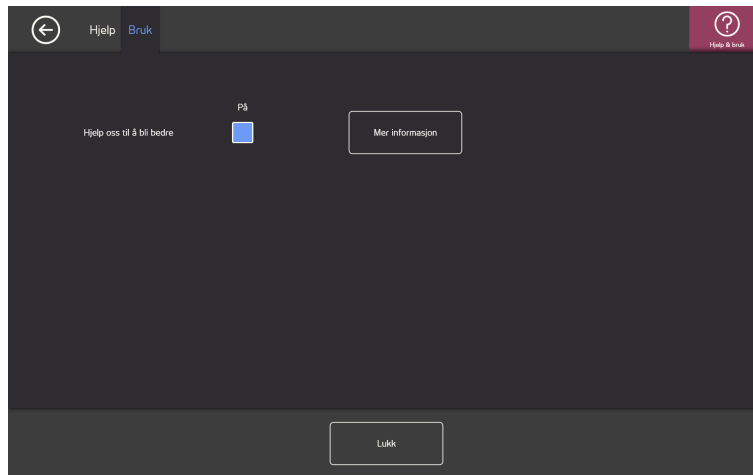 Hjelp Bruk
Hjelp & bruk
På
Hjelp oss til å bli bedre
Mer informasjon
Lukk